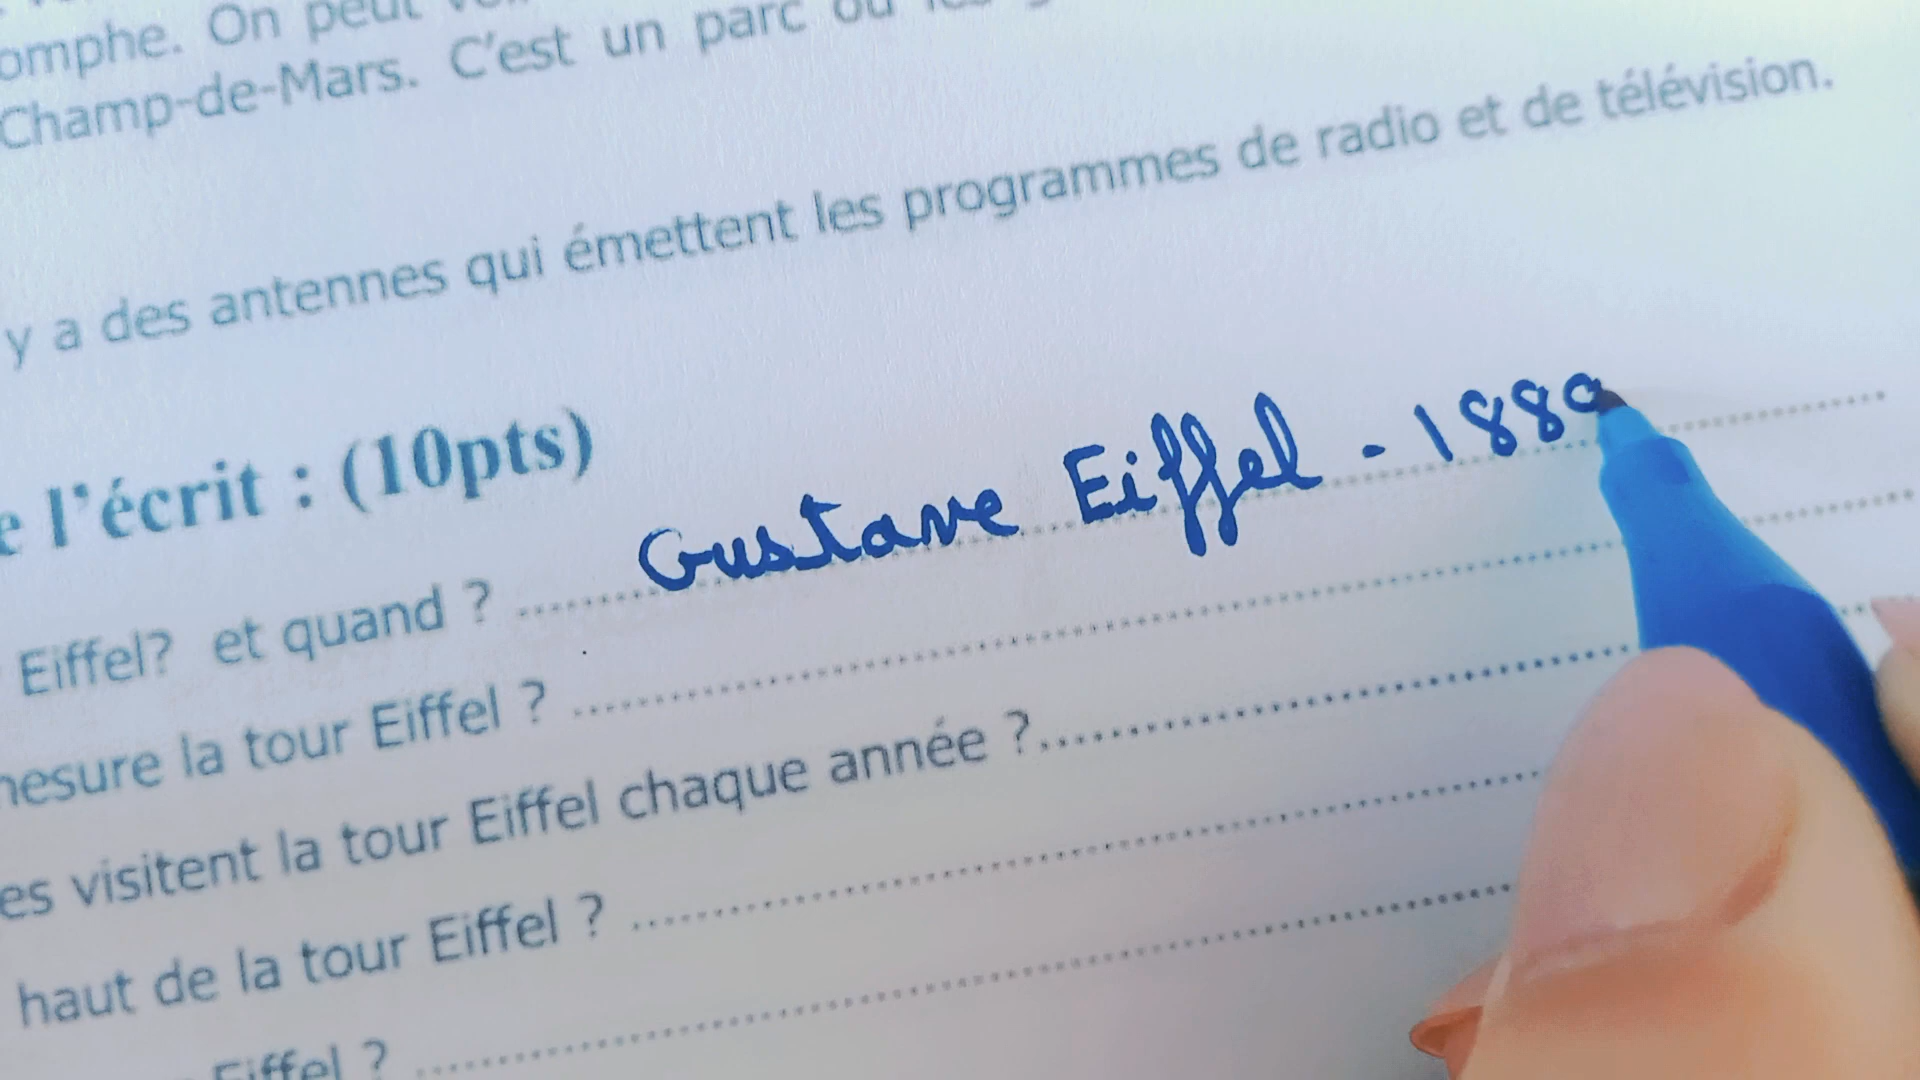 omphe. On peut
Champ-de-Mars. C'est un parc où
y a des antennes qui émettent les programmes de radio et de télévision.
e l'écrit : (10pts)
Eiffel? et quand ? Gustave Eiffel - 1889
mesure la tour Eiffel ?
es visitent la tour Eiffel chaque année ?
haut de la tour Eiffel ?
Eiffel ?